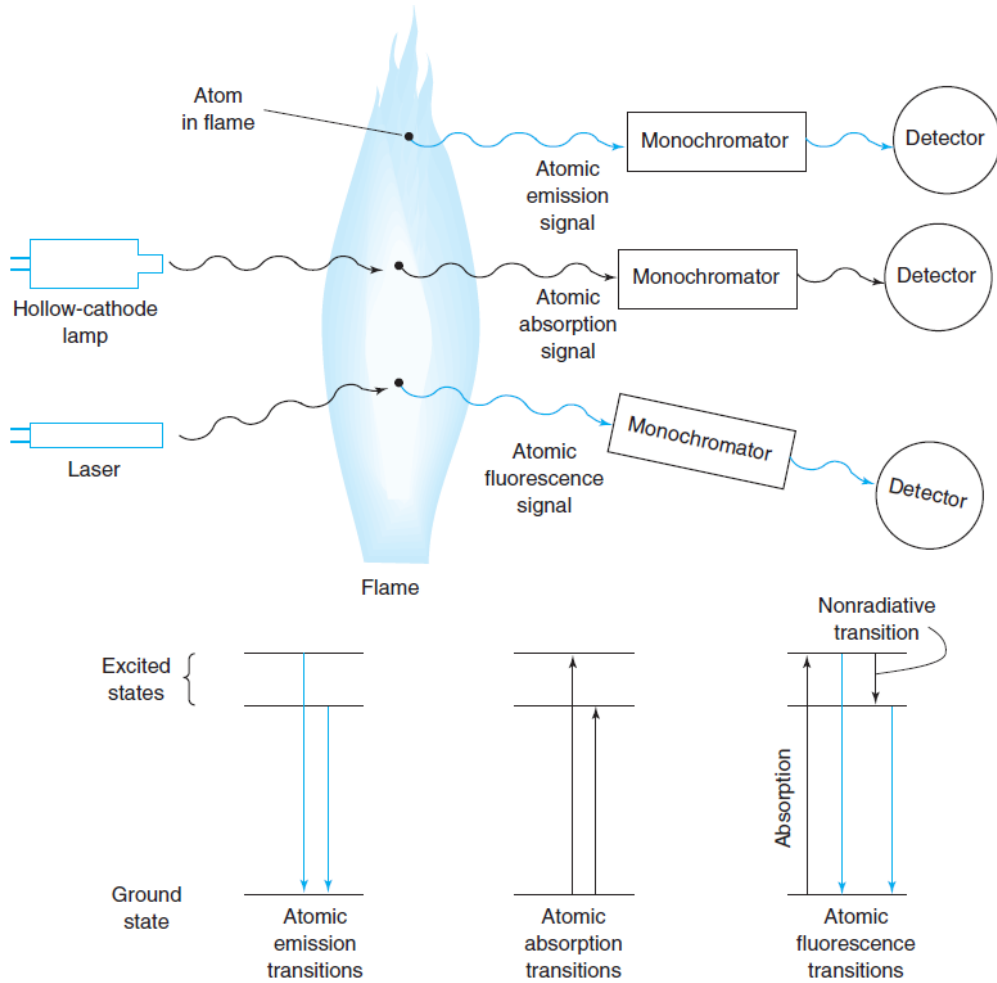 Atom
in flame
Monochromator
Detector
Atomic
emission
signal
Hollow-cathode
lamp
Monochromator
Detector
Atomic
absorption
signal
Laser
Monochromator
Detector
Atomic
fluorescence
signal
Flame
Nonradiative
transition
Excited
states
Absorption
Ground
state
Atomic
emission
transitions
Atomic
absorption
transitions
Atomic
fluorescence
transitions